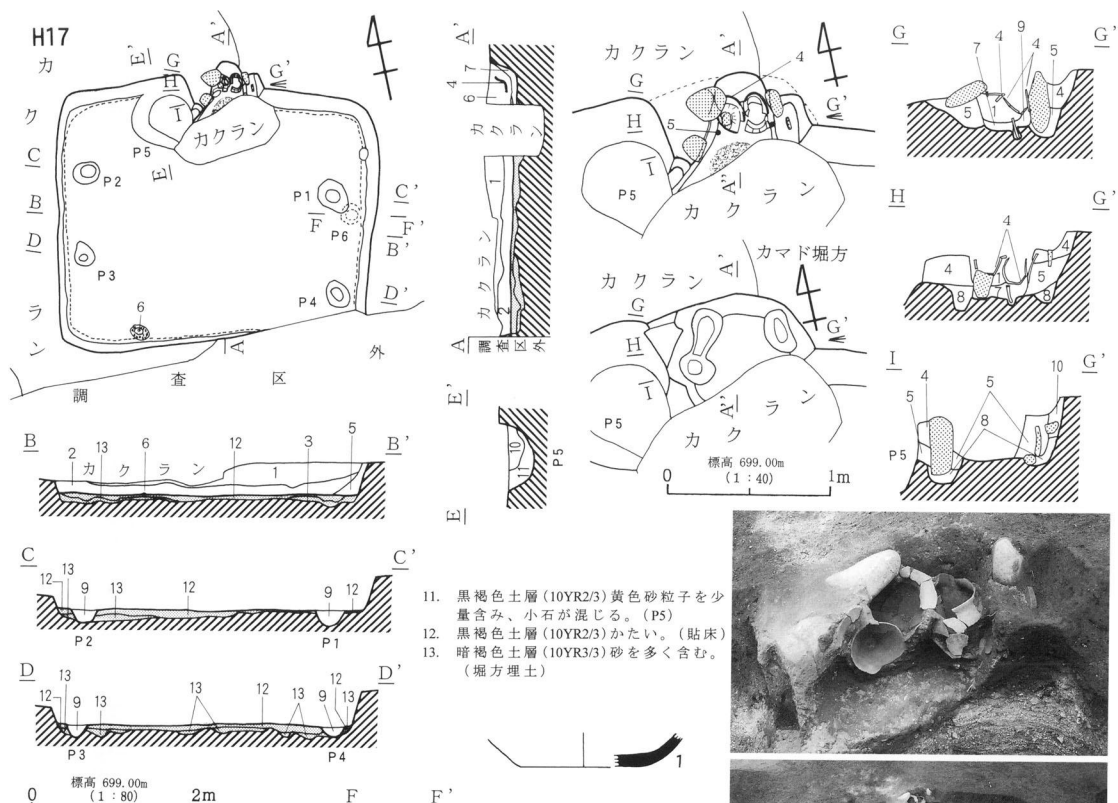 H17
カクラン
A'
E'
G
H
G'
I
カクラン
P5
C
P2
E
B
P1
C'
F
F'
P6
B'
D
P3
P4
D'
6
A
調査区外
A'
7
4
6
カクラン
1
カクラン
2
A
調査区外
E'
10
11
P5
E
カクラン
A'
4
G
G'
H
5
I
P5
A"
カクラン
カマド堀方
カクラン
A'
G
G'
H
I
P5
A"
カクラン
標高 699.00m
(1：40)
0 1m
G G'
7 4 9 4 5
5 1 4
H G'
4
4 1 5 4
8 7 8
I G'
4 5 10
5 8
P5
B B'
2 13 6 12 3 5
カクラン 1
C C'
12 13 9 13 12 9 12
P2 P1
D D'
12 13 9 13 13 12 13 9 12 13
P3 P4
標高 699.00m
(1：80)
0 2m
F F'
11. 黒褐色土層(10YR2/3)黄色砂粒子を少
量含み、小石が混じる。(P5)
12. 黒褐色土層(10YR2/3)かたい。(貼床)
13. 暗褐色土層(10YR3/3)砂を多く含む。
(堀方埋土)
1